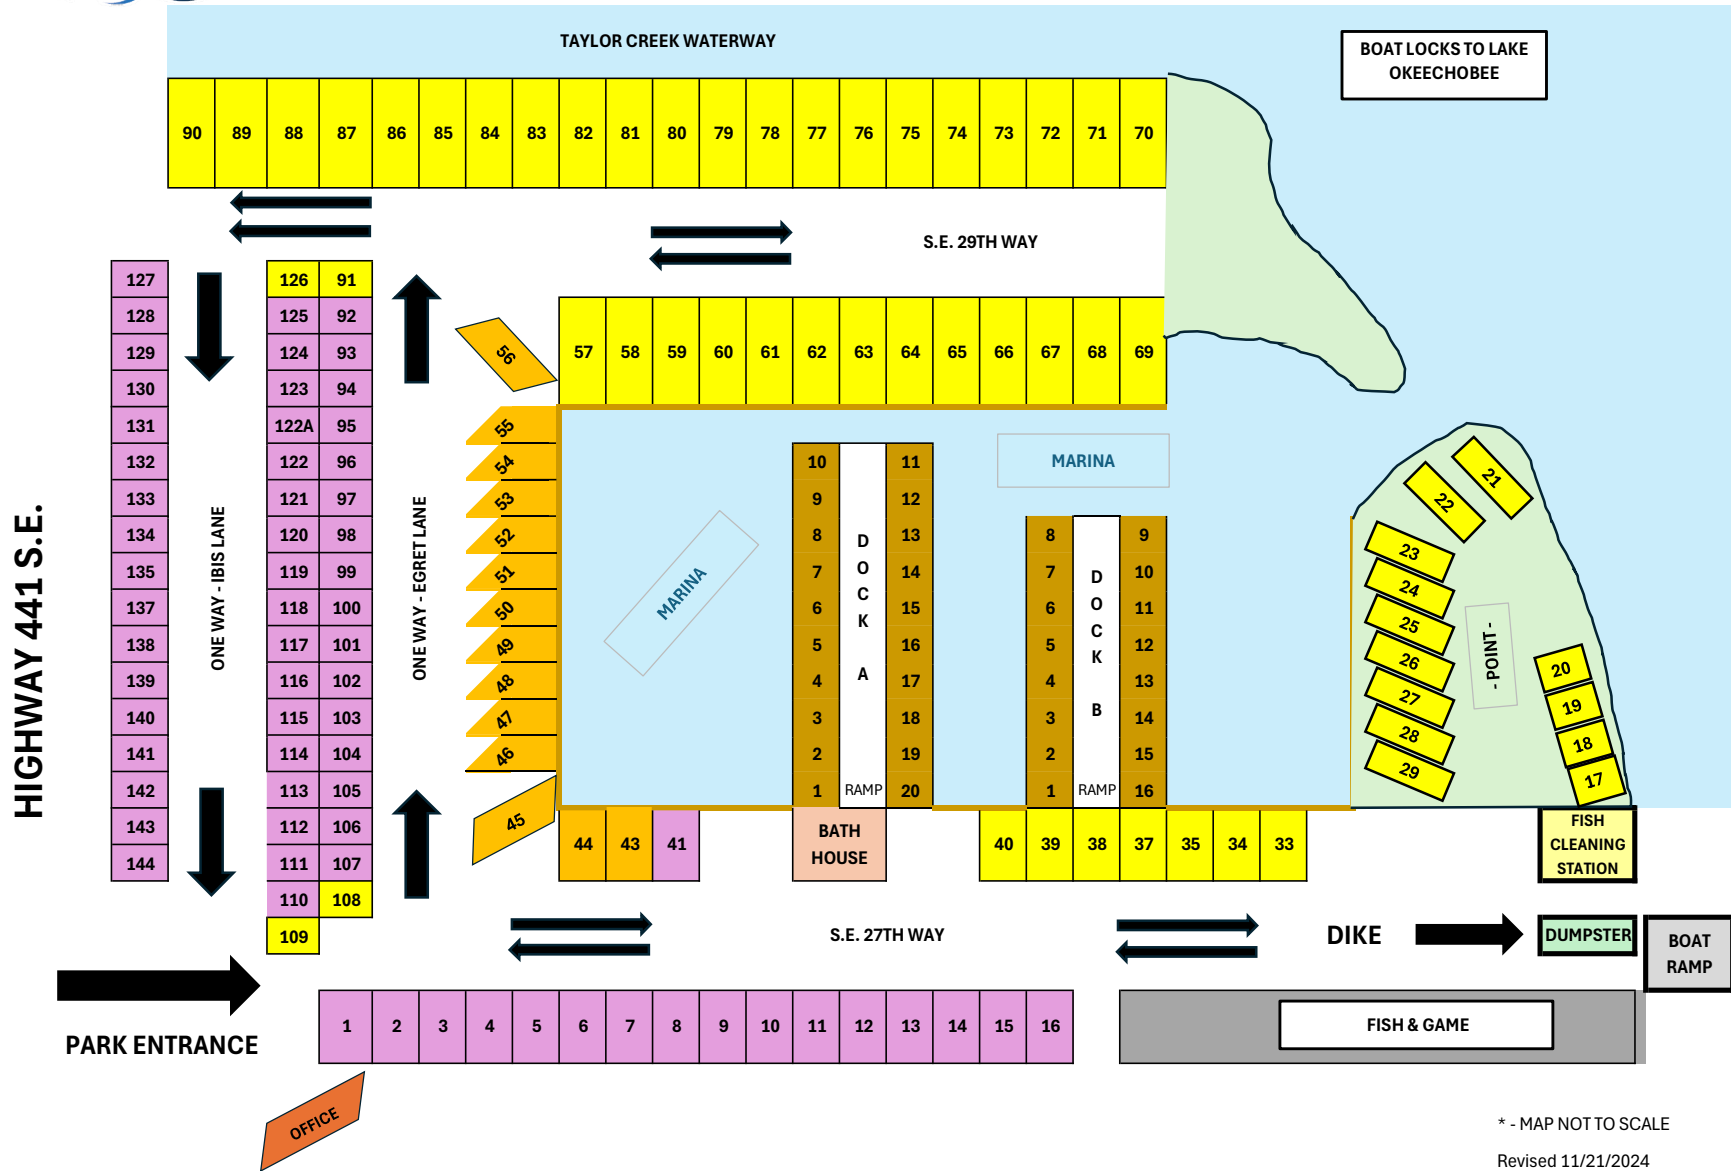 TAYLOR CREEK WATERWAY
BOAT LOCKS TO LAKE
OKEECHOBEE
90 89 88 87 86 85 84 83 82 81 80 79 78 77 76 75 74 73 72 71 70
S.E. 29TH WAY
HIGHWAY 441 S.E.
127
128
129
130
131
132
133
134
135
137
138
139
140
141
142
143
144
ONE WAY - IBIS LANE
126 91
125 92
124 93
123 94
122A 95
122 96
121 97
120 98
119 99
118 100
117 101
116 102
115 103
114 104
113 105
112 106
111 107
110 108
109
ONE WAY - EGRET LANE
56
55
54
53
52
51
50
49
48
47
46
45
57 58 59 60 61 62 63 64 65 66 67 68 69
MARINA
MARINA
10 11
9 12
8 13
7 14
6 15
5 16
4 17
3 18
2 19
1 RAMP 20
DOCK A
8 9
7 10
6 11
5 12
4 13
3 14
2 15
1 RAMP 16
DOCK B
21
22
23
24
25
26
27
28
29
- POINT -
20
19
18
17
44 43 41
BATH
HOUSE
40 39 38 37 35 34 33
FISH
CLEANING
STATION
S.E. 27TH WAY
DIKE
DUMPSTER
BOAT
RAMP
PARK ENTRANCE
1 2 3 4 5 6 7 8 9 10 11 12 13 14 15 16
FISH & GAME
OFFICE
* - MAP NOT TO SCALE
Revised 11/21/2024